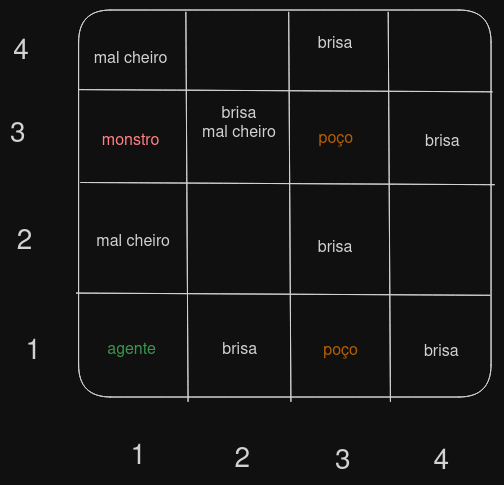 4 mal cheiro brisa
brisa
3 monstro mal cheiro poço brisa
2 mal cheiro brisa
1 agente brisa poço brisa
1 2 3 4